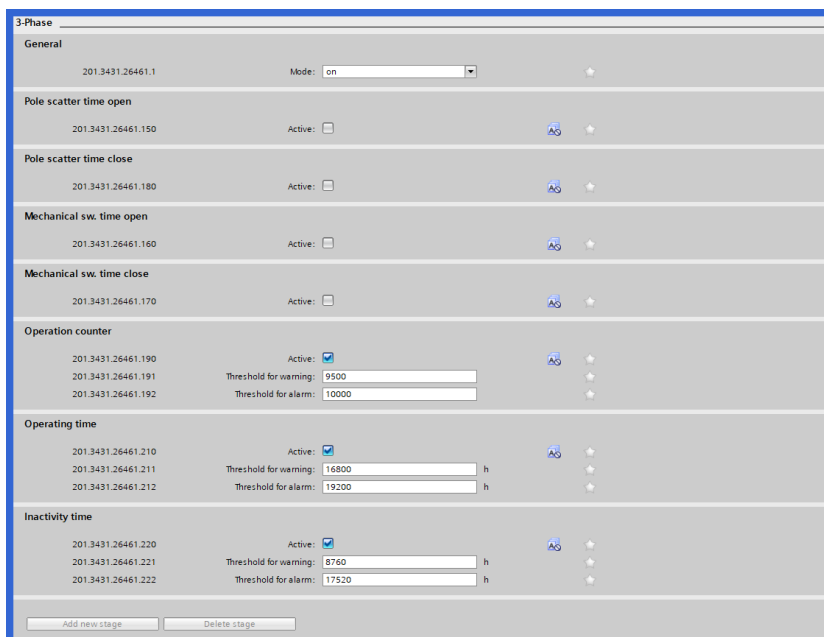 3-Phase
General
201.3431.26461.1 Mode: on
Pole scatter time open
201.3431.26461.150 Active:
Pole scatter time close
201.3431.26461.180 Active:
Mechanical sw. time open
201.3431.26461.160 Active:
Mechanical sw. time close
201.3431.26461.170 Active:
Operation counter
201.3431.26461.190 Active:
201.3431.26461.191 Threshold for warning: 9500
201.3431.26461.192 Threshold for alarm: 10000
Operating time
201.3431.26461.210 Active:
201.3431.26461.211 Threshold for warning: 16800 h
201.3431.26461.212 Threshold for alarm: 19200 h
Inactivity time
201.3431.26461.220 Active:
201.3431.26461.221 Threshold for warning: 8760 h
201.3431.26461.222 Threshold for alarm: 17520 h
Add new stage Delete stage